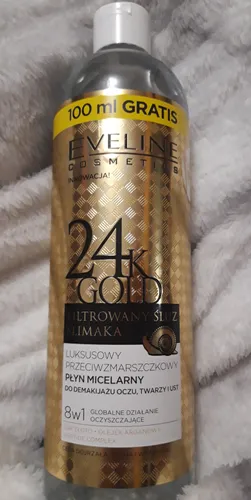 100 ml GRATIS
EVELINE
COSMETICS
INNOWACJA!
24K
GOLD
FILTROWANY ŚLUZ
ŚLIMAKA
LUKSUSOWY
PRZECIWZMARSZCZKOWY
PŁYN MICELARNY
DO DEMAKIJAŻU OCZU, TWARZY I UST
8w1 GLOBALNE DZIAŁANIE
OCZYSZCZAJĄCE